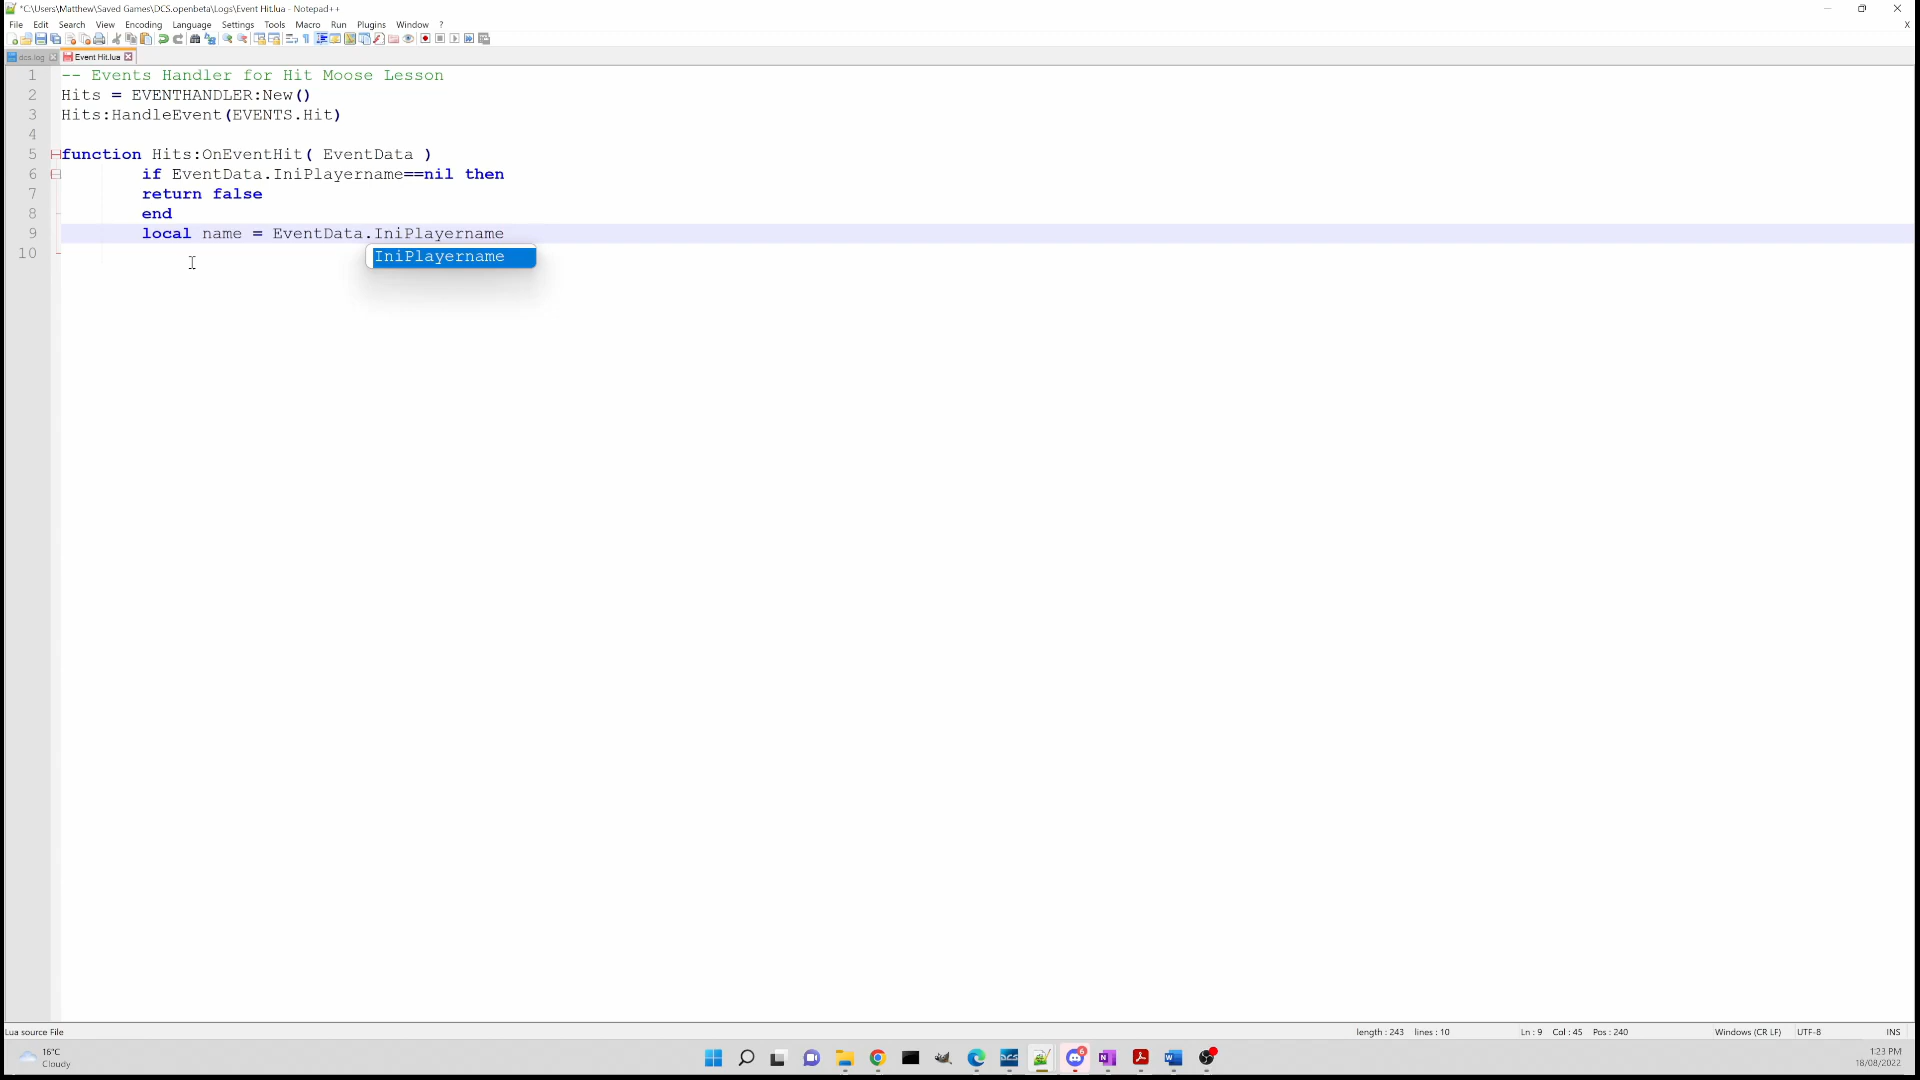 *C:\Users\Matthew\Saved Games\DCS.openbeta\Logs\Event Hit.lua - Notepad++
File Edit Search View Encoding Language Settings Tools Macro Run Plugins Window ? X
dcs.log Event Hit.lua
1 -- Events Handler for Hit Moose Lesson
2 Hits = EVENTHANDLER:New()
3 Hits:HandleEvent(EVENTS.Hit)
4
5 function Hits:OnEventHit( EventData )
6 if EventData.IniPlayername==nil then
7 return false
8 end
9 local name = EventData.IniPlayername
10
IniPlayername
Lua source File length : 243 lines : 10 Ln : 9 Col : 45 Pos : 240 Windows (CR LF) UTF-8 INS
16°C
Cloudy
DCS
6
1:23 PM
18/08/2022